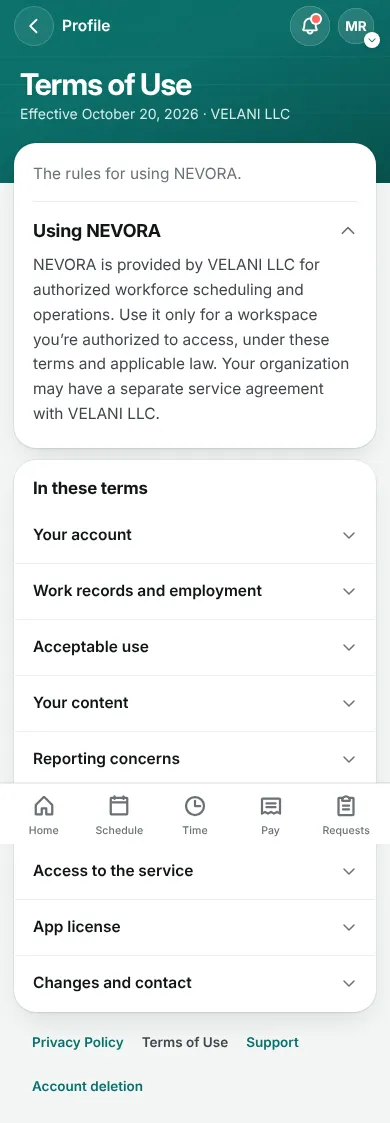 Profile
MR
Terms of Use
Effective October 20, 2026 · VELANI LLC
The rules for using NEVORA.
Using NEVORA
NEVORA is provided by VELANI LLC for
authorized workforce scheduling and
operations. Use it only for a workspace
you’re authorized to access, under these
terms and applicable law. Your organization
may have a separate service agreement
with VELANI LLC.
In these terms
Your account
Work records and employment
Acceptable use
Your content
Reporting concerns
Home Schedule Time Pay Requests
Access to the service
App license
Changes and contact
Privacy Policy Terms of Use Support
Account deletion